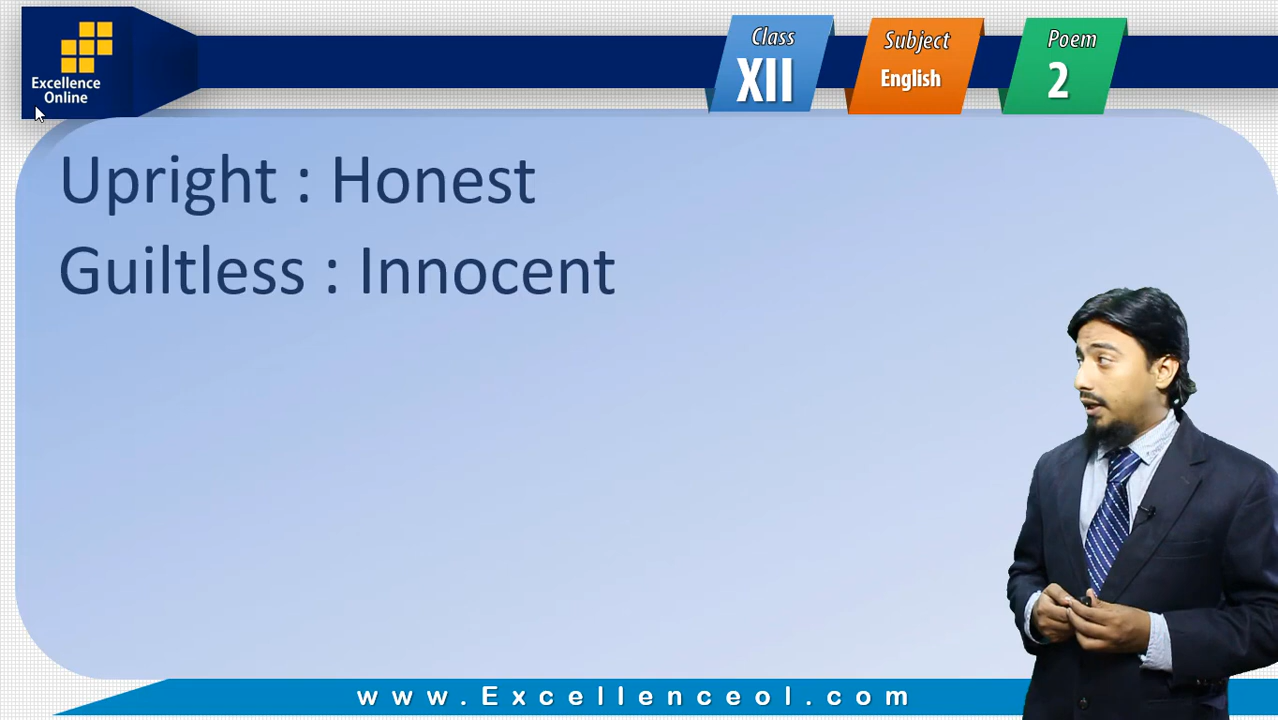 Excellence
Online
Class
XII
Subject
English
Poem
2
Upright : Honest
Guiltless : Innocent
www.Excellenceol.com